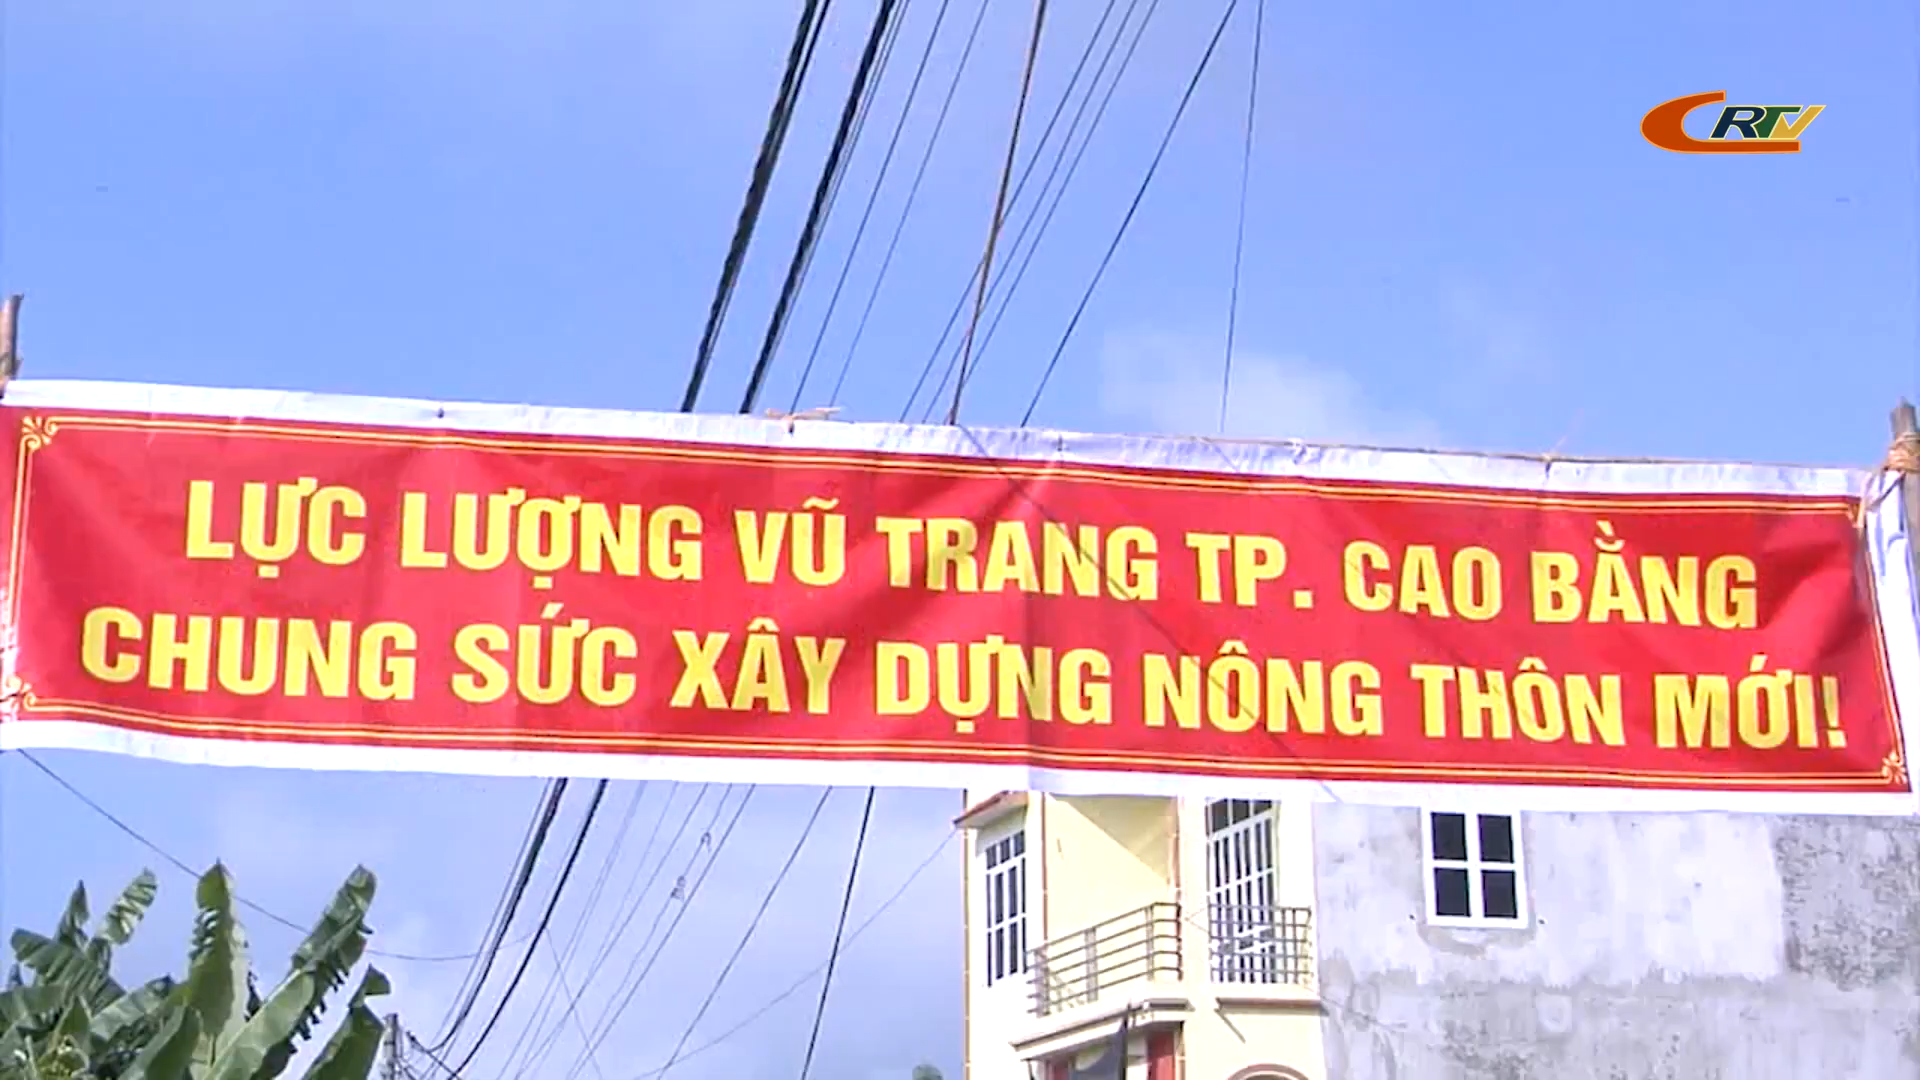 CRTV
LỰC LƯỢNG VŨ TRANG TP. CAO BẰNG
CHUNG SỨC XÂY DỰNG NÔNG THÔN MỚI!